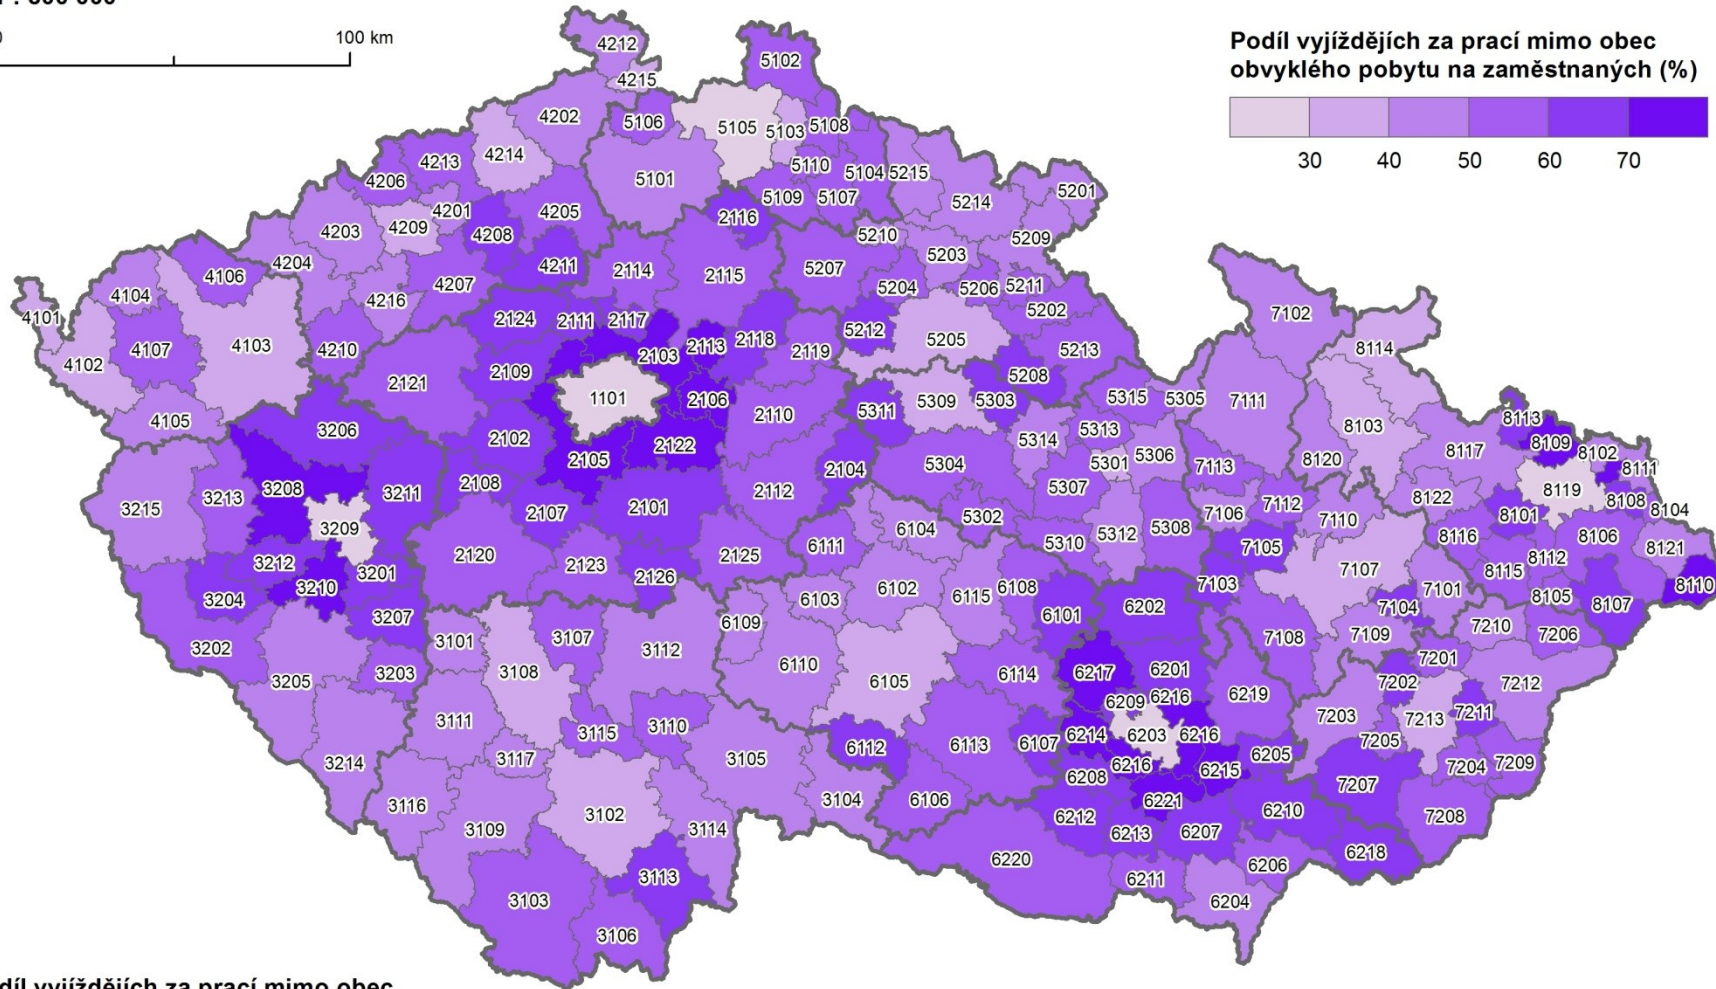 100 km
Podíl vyjíždějích za prací mimo obec
obvyklého pobytu na zaměstnaných (%)
30 40 50 60 70
4212
5102
4215
4202 5106 5105 5103 5108
4213 4214 5110
4206 5101 5104 5215
4201 4205 5109 5107 5214 5201
4203 4209 4208 2116 5210 5209
4204 4211 2114 2115 5207 5203
4106 4207 5204 5206 5211
4104 4216 5202
4101 2124 2111 2117 5212 5205 7102
4107 4103 4210 2103 2113 2118 2119 5213 8114
4102 2109 5208
2121 1101 2106 5311 5309 5303 5315 5305 7111
4105 3206 2102 2110 5314 5313 8103 8113
2105 2122 5304 5301 5306 8120 8117 8109 8102
3208 3211 2108 2104 5307 7113 8111
3215 3213 2107 2101 2112 5302 7106 7112 8122 8119 8108 8104
3209 6104 5312 5308 7110 8101
2120 2125 6111 5310 7105 8116 8106 8121
3212 3201 2123 2126 7107 8112
3210 6102 6115 6108 7103 7101 8115 8110
3204 3207 6103 6101 6202 7104 8105 8107
3202 3101 3107 6109 7108 7109 7210 7206
3205 3203 3108 3112 6110 6105 6114 6217 6201 7201
6209 6216 6219 7202 7212
3111 3115 3110 7203 7213 7211
3214 3117 3105 6112 6113 6107 6214 6203 6216 7205
6208 6216 6215 6205 7204 7209
3116 3102 3104 6106 6221 7207
3109 3114 6212 6213 6207 6210 7208
3113 6220 6206 6218
3103 6211
3106 6204
díl vyjíždějích za prací mimo obec